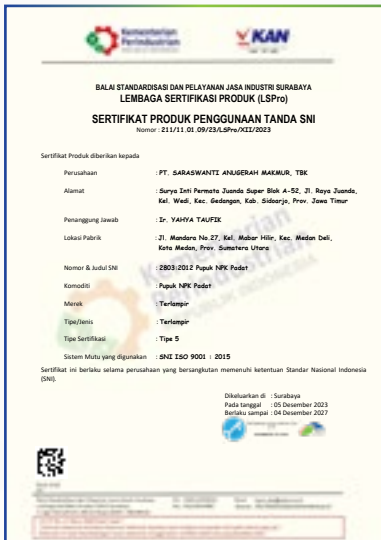 Kementerian
Perindustrian
KAN
BALAI STANDARDISASI DAN PELAYANAN JASA INDUSTRI SURABAYA
LEMBAGA SERTIFIKASI PRODUK (LSPro)
SERTIFIKAT PRODUK PENGGUNAAN TANDA SNI
Nomor : 211/11.01.09/23/LSPro/XII/2023
Sertifikat Produk diberikan kepada
Perusahaan : PT. SARASWANTI ANUGERAH MAKMUR, TBK
Alamat : Surya Inti Permata Juanda Super Blok A-52, Jl. Raya Juanda,
Kel. Wedi, Kec. Gedangan, Kab. Sidoarjo, Prov. Jawa Timur
Penanggung Jawab : Ir. YAHYA TAUFIK
Lokasi Pabrik : Jl. Mandara No.27, Kel. Mabar Hilir, Kec. Medan Deli,
Kota Medan, Prov. Sumatera Utara
Nomor & Judul SNI : 2803:2012 Pupuk NPK Padat
Komoditi : Pupuk NPK Padat
Merek : Terlampir
Tipe/Jenis : Terlampir
Tipe Sertifikasi : Tipe 5
Sistem Mutu yang digunakan : SNI ISO 9001 : 2015
Sertifikat ini berlaku selama perusahaan yang bersangkutan memenuhi ketentuan Standar Nasional Indonesia
(SNI).
Dikeluarkan di : Surabaya
Pada tanggal : 05 Desember 2023
Berlaku sampai : 04 Desember 2027